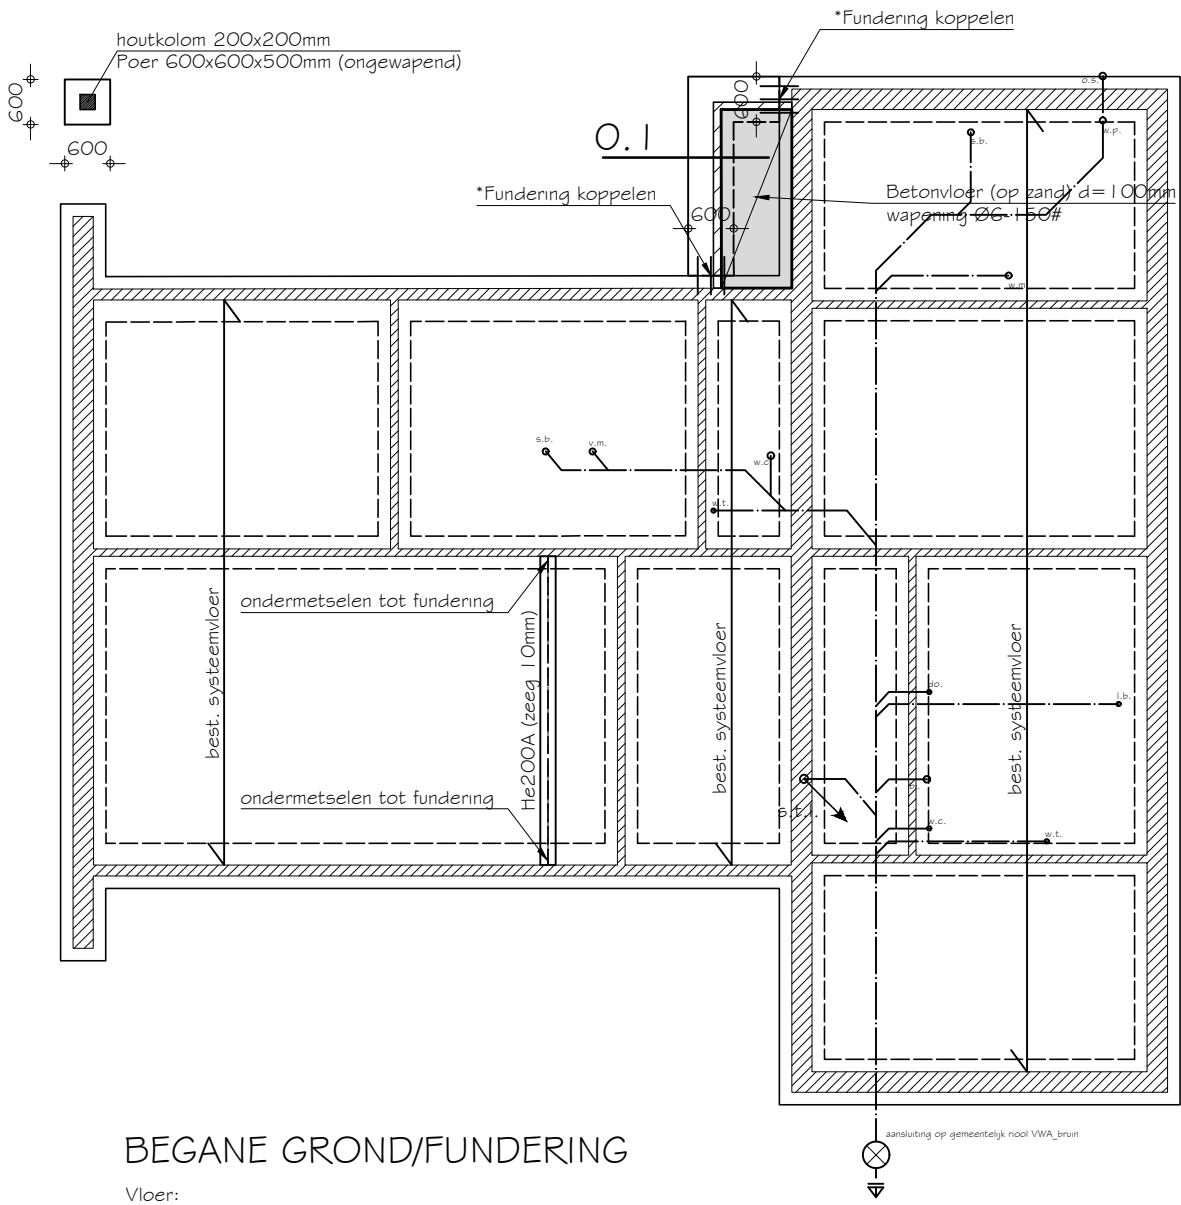 *Fundering koppelen
houtkolom 200x200mm
Poer 600x600x500mm (ongewapend)
600
600
600
0.1
o.s.
w.p.
s.b.
*Fundering koppelen
Betonvloer (op zand) d=100mm
wapening Ø6-150#
600
w.m.
s.b.
v.m.
w.c.
w.t.
ondermetselen tot fundering
best. systeemvloer
He200A (zeeg 10mm)
best. systeemvloer
best. systeemvloer
do.
l.b.
ondermetselen tot fundering
s.t.l.
w.c.
w.t.
aansluiting op gemeentelijk riool VWA_bruin
BEGANE GROND/FUNDERING
Vloer: